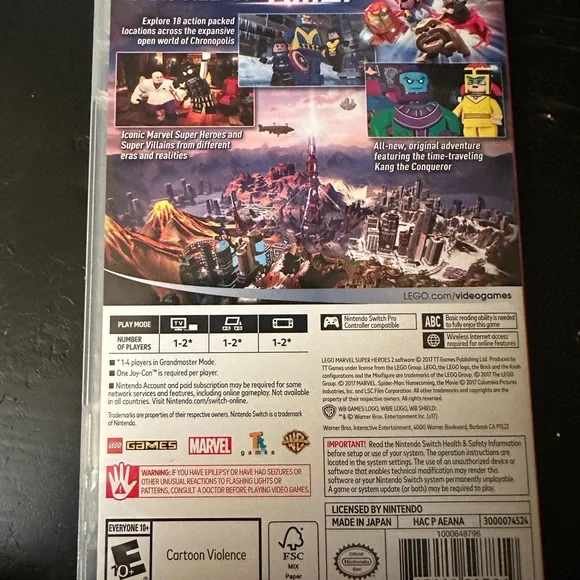 Explore 18 action packed
locations across the expansive
open world of Chronopolis
Iconic Marvel Super Heroes and
Super Villains from different
eras and realities
All-new, original adventure
featuring the time-traveling
Kang the Conqueror
LEGO.com/videogames
PLAY MODE
TV
NUMBER
OF PLAYERS
1-2*
1-2*
1-2*
■ *1-4 players in Grandmaster Mode.
■ One Joy-Con™ is required per player.
■ Nintendo Account and paid subscription may be required for some
network services and features, including online gameplay. Not available
in all countries. Visit Nintendo.com/switch-online.
Trademarks are property of their respective owners. Nintendo Switch is a trademark
of Nintendo.
Nintendo Switch Pro
Controller compatible
ABC
Basic reading ability is needed
to fully enjoy this game
Wireless Internet access
required for online features
LEGO MARVEL SUPER HEROES 2 software © 2017 TT Games Publishing Ltd. Produced by
TT Games under license from the LEGO Group. LEGO, the LEGO logo, the Brick and the Knob
configurations and the Minifigure are trademarks of the LEGO Group. © 2017 The LEGO
Group. © 2017 MARVEL. Spider-Man: Homecoming, the Movie © 2017 Columbia Pictures
Industries, Inc. and LSC Film Corporation. All other copyrights and trademarks are the
property of their respective owners. All rights reserved.
WB GAMES LOGO, WBIE LOGO, WB SHIELD:
™ & © Warner Bros. Entertainment Inc. (s17)
Warner Bros. Interactive Entertainment, 4000 Warner Blvd., Burbank, CA 91522
LEGO GAMES
MARVEL
Tt
games
WB
GAMES
WARNING: IF YOU HAVE EPILEPSY OR HAVE HAD SEIZURES OR
OTHER UNUSUAL REACTIONS TO FLASHING LIGHTS OR
PATTERNS, CONSULT A DOCTOR BEFORE PLAYING VIDEO GAMES.
IMPORTANT! Read the Nintendo Switch Health & Safety Information
before setup or use of your system. The operation instructions are
located in the system settings. The use of an unauthorized device or
software that enables technical modification may render this
software or your Nintendo Switch system permanently unplayable.
A game or system update (or both) may be required to play.
LICENSED BY NINTENDO
MADE IN JAPAN
HAC P AEANA
3000074524
1000648796
EVERYONE 10+
E
10+
Cartoon Violence
FSC
MIX
Paper
Official
Nintendo
Seal